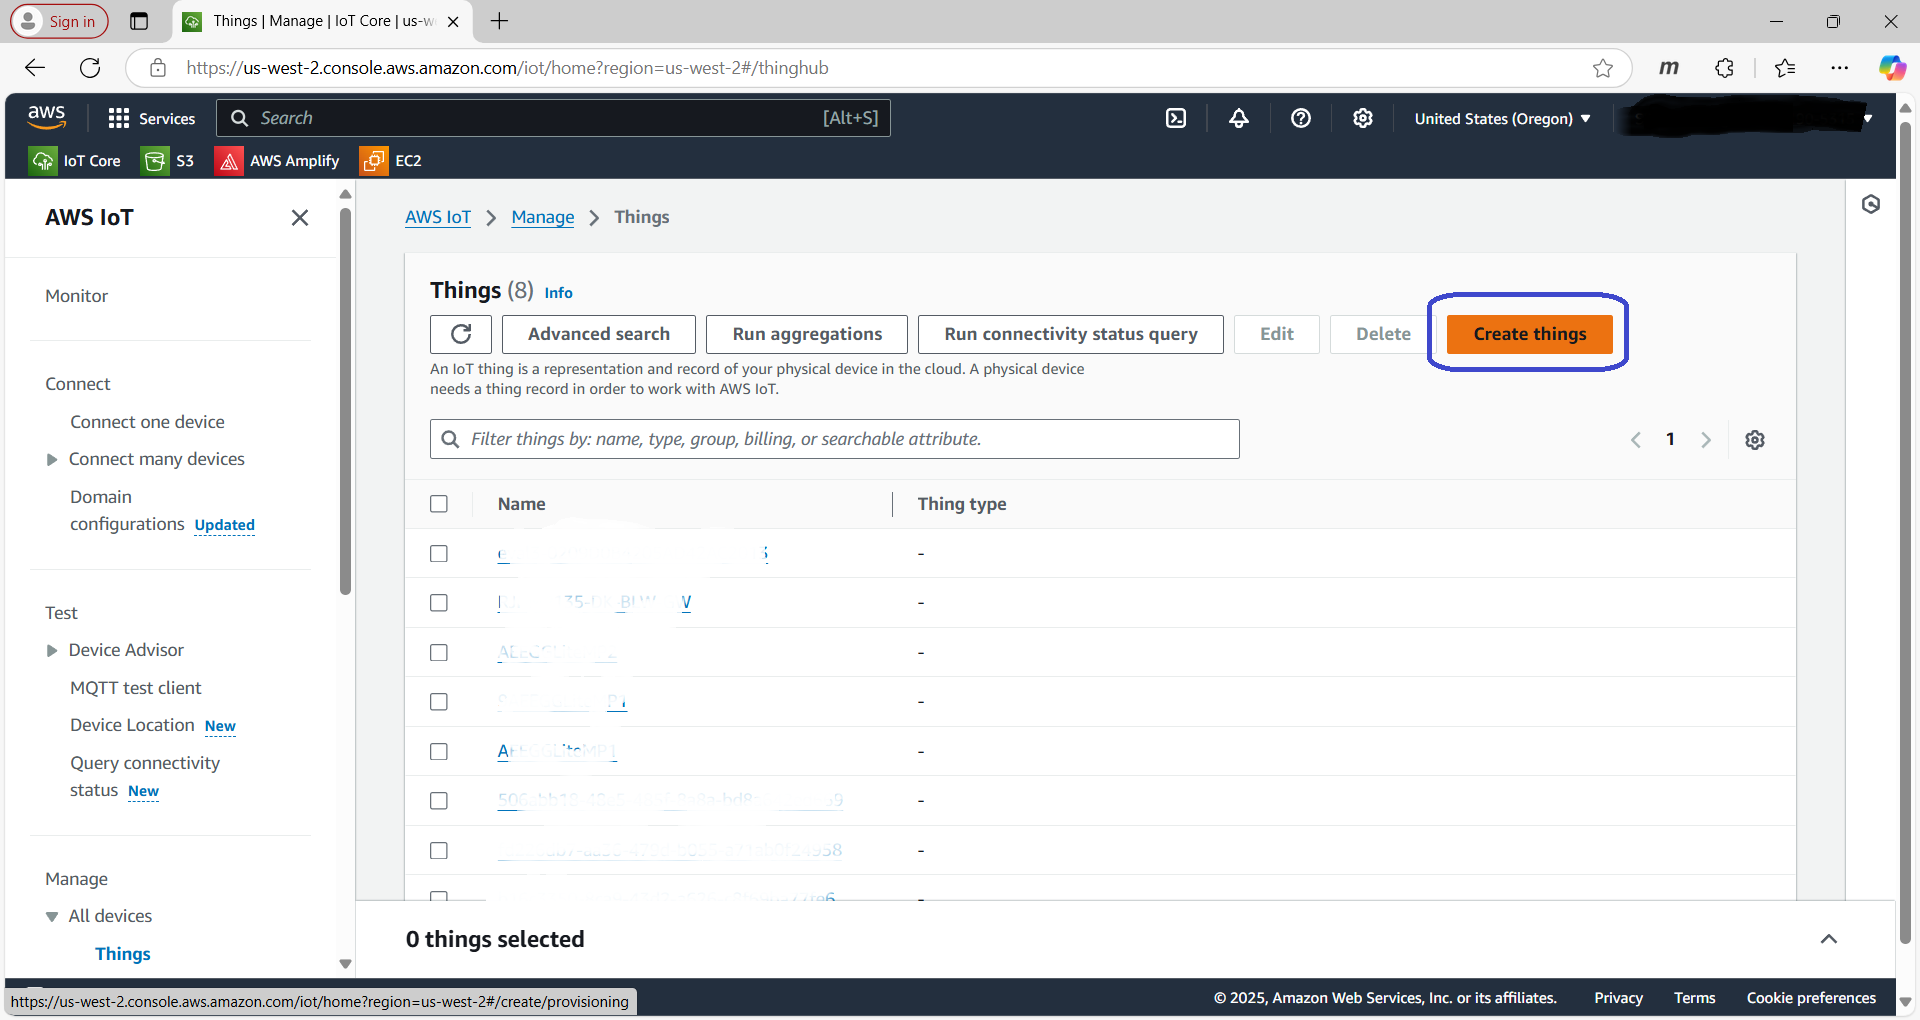 Sign in
Things | Manage | IoT Core | us-w
https://us-west-2.console.aws.amazon.com/iot/home?region=us-west-2#/thinghub
aws
Services
Search
[Alt+S]
United States (Oregon)
IoT Core
S3
AWS Amplify
EC2
AWS IoT
Monitor
Connect
Connect one device
Connect many devices
Domain
configurations Updated
Test
Device Advisor
MQTT test client
Device Location New
Query connectivity
status New
Manage
All devices
Things
AWS IoT > Manage > Things
Things (8) Info
Advanced search
Run aggregations
Run connectivity status query
Edit
Delete
Create things
An IoT thing is a representation and record of your physical device in the cloud. A physical device
needs a thing record in order to work with AWS IoT.
Filter things by: name, type, group, billing, or searchable attribute.
1
Name
Thing type
-
-
-
-
-
-
-
-
0 things selected
https://us-west-2.console.aws.amazon.com/iot/home?region=us-west-2#/create/provisioning
© 2025, Amazon Web Services, Inc. or its affiliates.
Privacy
Terms
Cookie preferences